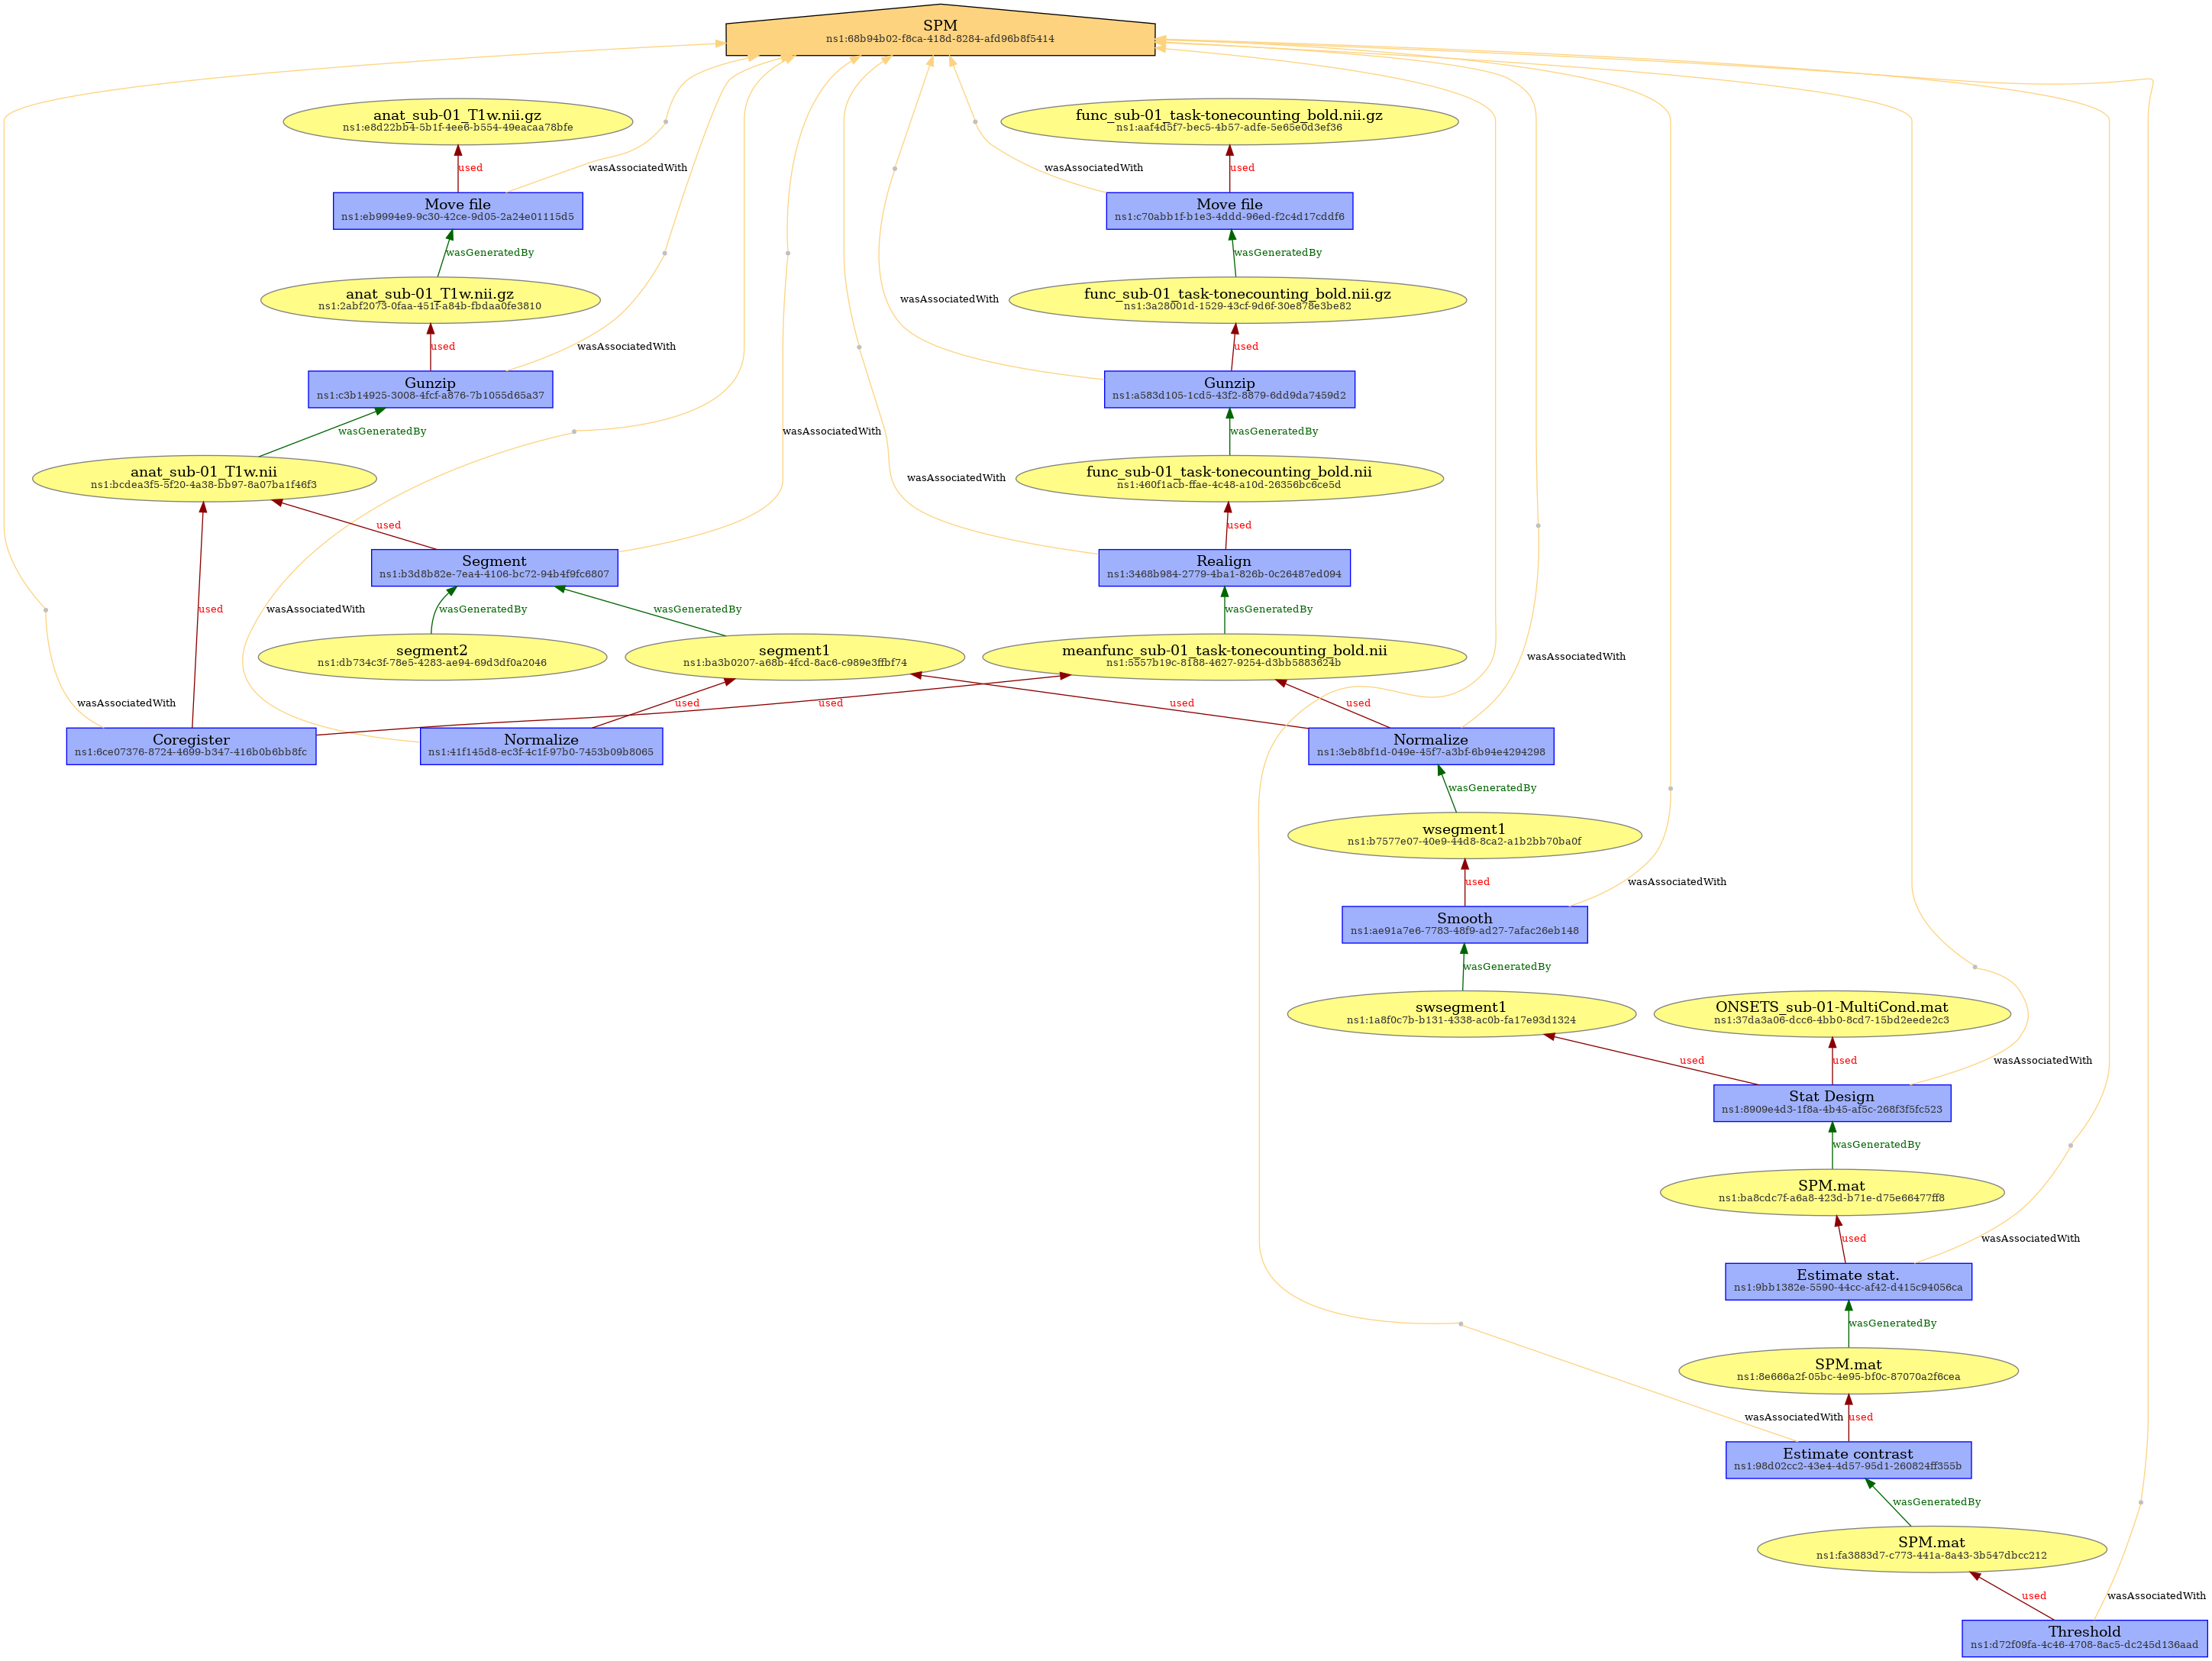 SPM
ns1:68b94b02-f8ca-418d-8284-afd96b8f5414
anat_sub-01_T1w.nii.gz
ns1:e8d22bb4-5b1f-4ee6-b554-49eacaa78bfe
func_sub-01_task-tonecounting_bold.nii.gz
ns1:aaf4d5f7-bec5-4b57-adfe-5e65e0d3ef36
used
wasAssociatedWith
wasAssociatedWith
used
Move file
ns1:eb9994e9-9c30-42ce-9d05-2a24e01115d5
Move file
ns1:c70abb1f-b1e3-4ddd-96ed-f2c4d17cddf6
wasGeneratedBy
wasGeneratedBy
anat_sub-01_T1w.nii.gz
ns1:2abf2073-0faa-451f-a84b-fbdaa0fe3810
wasAssociatedWith
func_sub-01_task-tonecounting_bold.nii.gz
ns1:3a28001d-1529-43cf-9d6f-30e878e3be82
used
wasAssociatedWith
used
Gunzip
ns1:c3b14925-3008-4fcf-a876-7b1055d65a37
Gunzip
ns1:a583d105-1cd5-43f2-8879-6dd9da7459d2
wasGeneratedBy
wasAssociatedWith
wasGeneratedBy
anat_sub-01_T1w.nii
ns1:bcdea3f5-5f20-4a38-bb97-8a07ba1f46f3
wasAssociatedWith
func_sub-01_task-tonecounting_bold.nii
ns1:460f1acb-ffae-4c48-a10d-26356bc6ce5d
used
used
Segment
ns1:b3d8b82e-7ea4-4106-bc72-94b4f9fc6807
Realign
ns1:3468b984-2779-4ba1-826b-0c26487ed094
used
wasAssociatedWith
wasGeneratedBy
wasGeneratedBy
wasGeneratedBy
segment2
ns1:db734c3f-78e5-4283-ae94-69d3df0a2046
segment1
ns1:ba3b0207-a68b-4fcd-8ac6-c989e3ffbf74
meanfunc_sub-01_task-tonecounting_bold.nii
ns1:5557b19c-8188-4627-9254-d3bb5883624b
wasAssociatedWith
wasAssociatedWith
used
used
used
used
Coregister
ns1:6ce07376-8724-4699-b347-416b0b6bb8fc
Normalize
ns1:41f145d8-ec3f-4c1f-97b0-7453b09b8065
Normalize
ns1:3eb8bf1d-049e-45f7-a3bf-6b94e4294298
wasGeneratedBy
wsegment1
ns1:b7577e07-40e9-44d8-8ca2-a1b2bb70ba0f
used
wasAssociatedWith
Smooth
ns1:ae91a7e6-7783-48f9-ad27-7afac26eb148
wasGeneratedBy
swsegment1
ns1:1a8f0c7b-b131-4338-ac0b-fa17e93d1324
ONSETS_sub-01-MultiCond.mat
ns1:37da3a06-dcc6-4bb0-8cd7-15bd2eede2c3
used
used
wasAssociatedWith
Stat Design
ns1:8909e4d3-1f8a-4b45-af5c-268f3f5fc523
wasGeneratedBy
SPM.mat
ns1:ba8cdc7f-a6a8-423d-b71e-d75e66477ff8
used
wasAssociatedWith
Estimate stat.
ns1:9bb1382e-5590-44cc-af42-d415c94056ca
wasGeneratedBy
SPM.mat
ns1:8e666a2f-05bc-4e95-bf0c-87070a2f6cea
wasAssociatedWith
used
Estimate contrast
ns1:98d02cc2-43e4-4d57-95d1-260824ff355b
wasGeneratedBy
SPM.mat
ns1:fa3883d7-c773-441a-8a43-3b547dbcc212
used
wasAssociatedWith
Threshold
ns1:d72f09fa-4c46-4708-8ac5-dc245d136aad